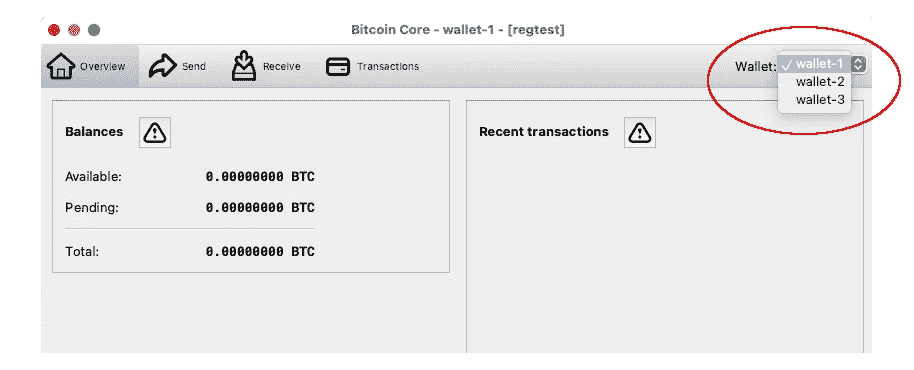 Bitcoin Core - wallet-1 - [regtest]
Overview Send Receive Transactions Wallet: ✓ wallet-1
wallet-2
wallet-3
Balances
Available: 0.00000000 BTC
Pending: 0.00000000 BTC
Total: 0.00000000 BTC
Recent transactions